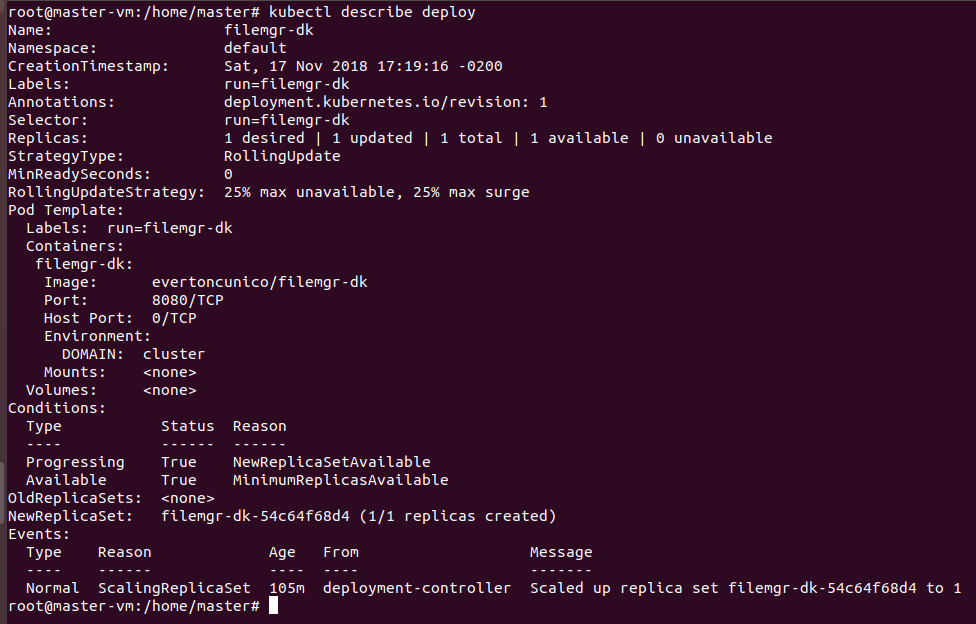 root@master-vm:/home/master# kubectl describe deploy
Name:                   filemgr-dk
Namespace:              default
CreationTimestamp:      Sat, 17 Nov 2018 17:19:16 -0200
Labels:                 run=filemgr-dk
Annotations:            deployment.kubernetes.io/revision: 1
Selector:               run=filemgr-dk
Replicas:               1 desired | 1 updated | 1 total | 1 available | 0 unavailable
StrategyType:           RollingUpdate
MinReadySeconds:        0
RollingUpdateStrategy:  25% max unavailable, 25% max surge
Pod Template:
  Labels:  run=filemgr-dk
  Containers:
   filemgr-dk:
    Image:      evertoncunico/filemgr-dk
    Port:       8080/TCP
    Host Port:  0/TCP
    Environment:
      DOMAIN:  cluster
    Mounts:    <none>
  Volumes:     <none>
Conditions:
  Type           Status  Reason
  ----           ------  ------
  Progressing    True    NewReplicaSetAvailable
  Available      True    MinimumReplicasAvailable
OldReplicaSets:  <none>
NewReplicaSet:   filemgr-dk-54c64f68d4 (1/1 replicas created)
Events:
  Type    Reason             Age   From                   Message
  ----    ------             ----  ----                   -------
  Normal  ScalingReplicaSet  105m  deployment-controller  Scaled up replica set filemgr-dk-54c64f68d4 to 1
root@master-vm:/home/master#